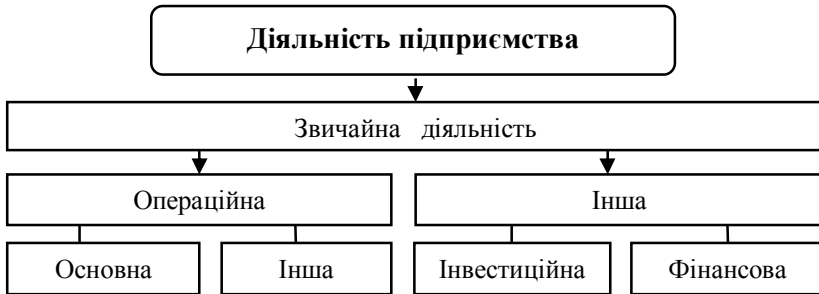 Діяльність підприємства
Звичайна діяльність
Операційна
Інша
Основна
Інша
Інвестиційна
Фінансова